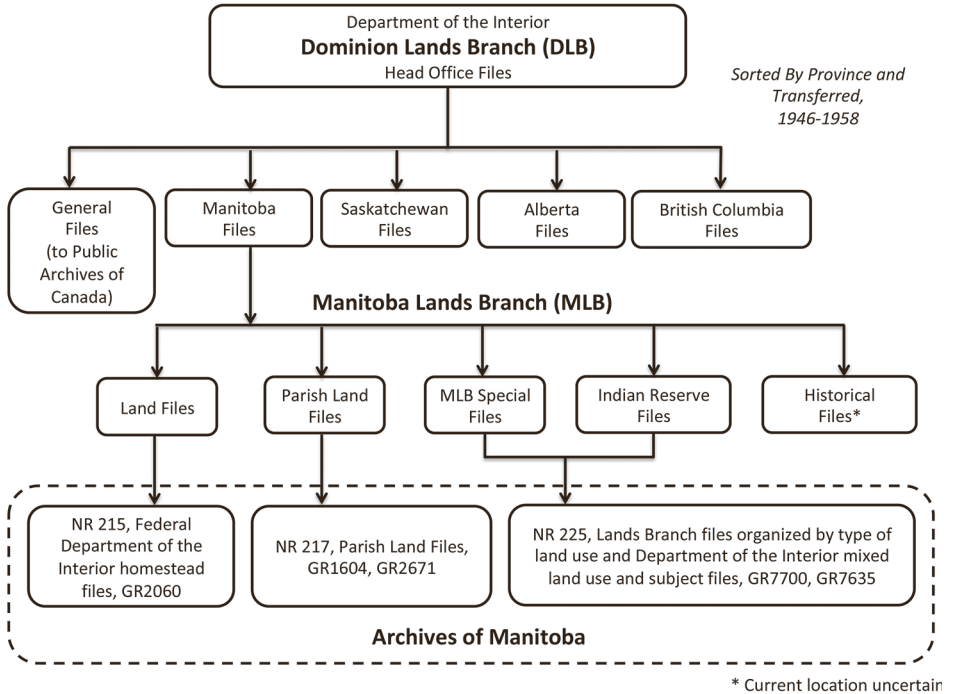 Department of the Interior
Dominion Lands Branch (DLB)
Head Office Files
Sorted By Province and
Transferred,
1946-1958
General
Files
(to Public
Archives of
Canada)
Manitoba
Files
Saskatchewan
Files
Alberta
Files
British Columbia
Files
Manitoba Lands Branch (MLB)
Land Files
Parish Land
Files
MLB Special
Files
Indian Reserve
Files
Historical
Files*
NR 215, Federal
Department of the
Interior homestead
files, GR2060
NR 217, Parish Land Files,
GR1604, GR2671
NR 225, Lands Branch files organized by type of
land use and Department of the Interior mixed
land use and subject files, GR7700, GR7635
Archives of Manitoba
* Current location uncertain